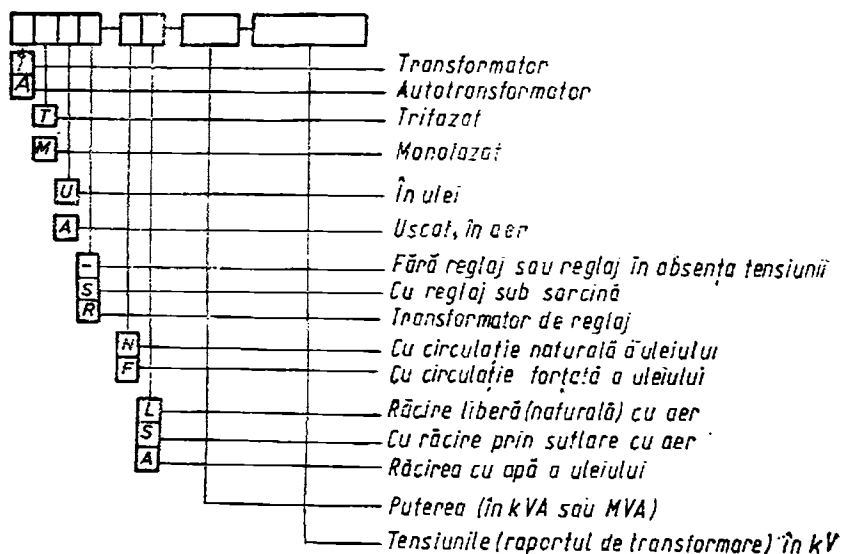 T Transformator
A Autotransformator
T Trifazat
M Monofazat
U În ulei
A Uscat, în aer
- Fără reglaj sau reglaj în absența tensiunii
S Cu reglaj sub sarcină
R Transformator de reglaj
N Cu circulație naturală a uleiului
F Cu circulație forțată a uleiului
L Răcire liberă (naturală) cu aer
S Cu răcire prin suflare cu aer
A Răcirea cu apă a uleiului
Puterea (în kVA sau MVA)
Tensiunile (raportul de transformare) în kV